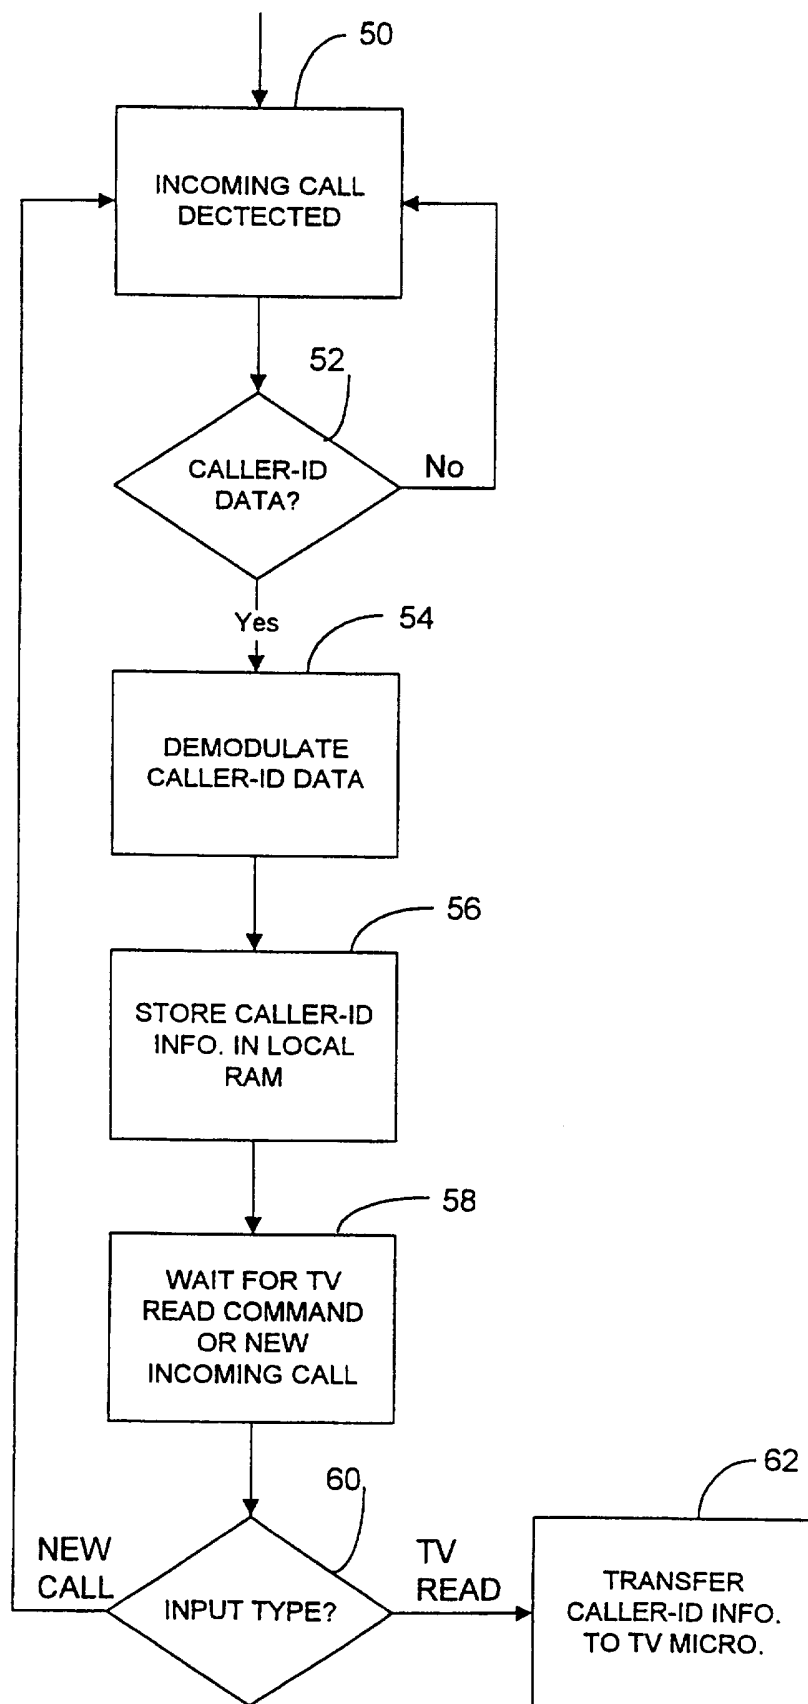 50
INCOMING CALL
DECTECTED
52
CALLER-ID
DATA?
No
Yes
54
DEMODULATE
CALLER-ID DATA
56
STORE CALLER-ID
INFO. IN LOCAL
RAM
58
WAIT FOR TV
READ COMMAND
OR NEW
INCOMING CALL
60
62
NEW
CALL
INPUT TYPE?
TV
READ
TRANSFER
CALLER-ID INFO.
TO TV MICRO.